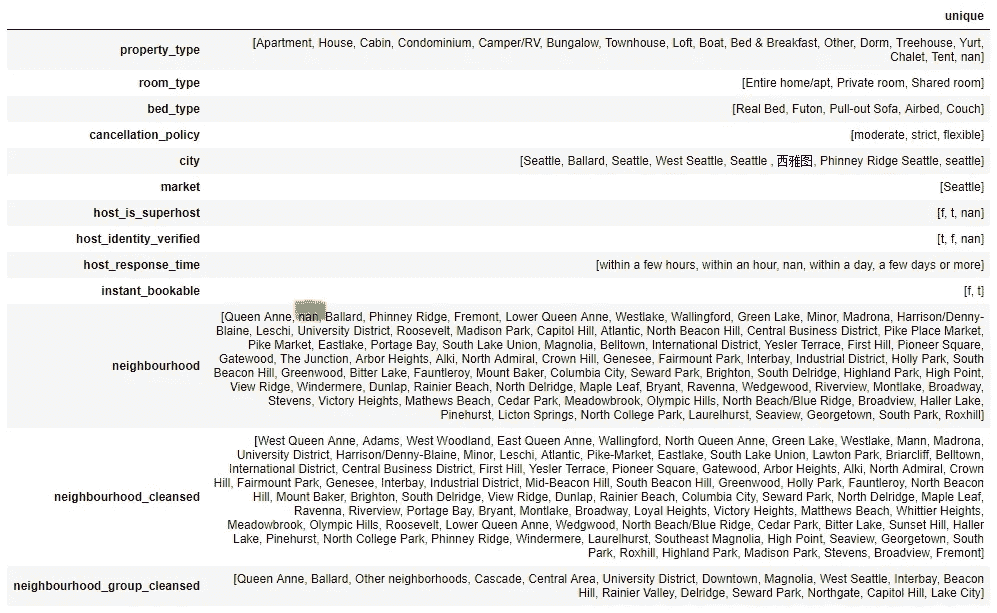 unique
property_type [Apartment, House, Cabin, Condominium, Camper/RV, Bungalow, Townhouse, Loft, Boat, Bed & Breakfast, Other, Dorm, Treehouse, Yurt,
Chalet, Tent, nan]
room_type [Entire home/apt, Private room, Shared room]
bed_type [Real Bed, Futon, Pull-out Sofa, Airbed, Couch]
cancellation_policy [moderate, strict, flexible]
city [Seattle, Ballard, Seattle, West Seattle, Seattle , 西雅图, Phinney Ridge Seattle, seattle]
market [Seattle]
host_is_superhost [f, t, nan]
host_identity_verified [t, f, nan]
host_response_time [within a few hours, within an hour, nan, within a day, a few days or more]
instant_bookable [f, t]
neighbourhood
[Queen Anne, nan, Ballard, Phinney Ridge, Fremont, Lower Queen Anne, Westlake, Wallingford, Green Lake, Minor, Madrona, Harrison/Denny-
Blaine, Leschi, University District, Roosevelt, Madison Park, Capitol Hill, Atlantic, North Beacon Hill, Central Business District, Pike Place Market,
Pike Market, Eastlake, Portage Bay, South Lake Union, Magnolia, Belltown, International District, Yesler Terrace, First Hill, Pioneer Square,
Gatewood, The Junction, Arbor Heights, Alki, North Admiral, Crown Hill, Genesee, Fairmount Park, Interbay, Industrial District, Holly Park, South
Beacon Hill, Greenwood, Bitter Lake, Fauntleroy, Mount Baker, Columbia City, Seward Park, Brighton, South Delridge, Highland Park, High Point,
View Ridge, Windermere, Dunlap, Rainier Beach, North Delridge, Maple Leaf, Bryant, Ravenna, Wedgewood, Riverview, Montlake, Broadway,
Stevens, Victory Heights, Mathews Beach, Cedar Park, Meadowbrook, Olympic Hills, North Beach/Blue Ridge, Broadview, Haller Lake,
Pinehurst, Licton Springs, North College Park, Laurelhurst, Seaview, Georgetown, South Park, Roxhill]
neighbourhood_cleansed
[West Queen Anne, Adams, West Woodland, East Queen Anne, Wallingford, North Queen Anne, Green Lake, Westlake, Mann, Madrona,
University District, Harrison/Denny-Blaine, Minor, Leschi, Atlantic, Pike-Market, Eastlake, South Lake Union, Lawton Park, Briarcliff, Belltown,
International District, Central Business District, First Hill, Yesler Terrace, Pioneer Square, Gatewood, Arbor Heights, Alki, North Admiral, Crown
Hill, Fairmount Park, Genesee, Interbay, Industrial District, Mid-Beacon Hill, South Beacon Hill, Greenwood, Holly Park, Fauntleroy, North Beacon
Hill, Mount Baker, Brighton, South Delridge, View Ridge, Dunlap, Rainier Beach, Columbia City, Seward Park, North Delridge, Maple Leaf,
Ravenna, Riverview, Portage Bay, Bryant, Montlake, Broadway, Loyal Heights, Victory Heights, Matthews Beach, Whittier Heights,
Meadowbrook, Olympic Hills, Roosevelt, Lower Queen Anne, Wedgwood, North Beach/Blue Ridge, Cedar Park, Bitter Lake, Sunset Hill, Haller
Lake, Pinehurst, North College Park, Phinney Ridge, Windermere, Laurelhurst, Southeast Magnolia, High Point, Seaview, Georgetown, South
Park, Roxhill, Highland Park, Madison Park, Stevens, Broadview, Fremont]
neighbourhood_group_cleansed [Queen Anne, Ballard, Other neighborhoods, Cascade, Central Area, University District, Downtown, Magnolia, West Seattle, Interbay, Beacon
Hill, Rainier Valley, Delridge, Seward Park, Northgate, Capitol Hill, Lake City]